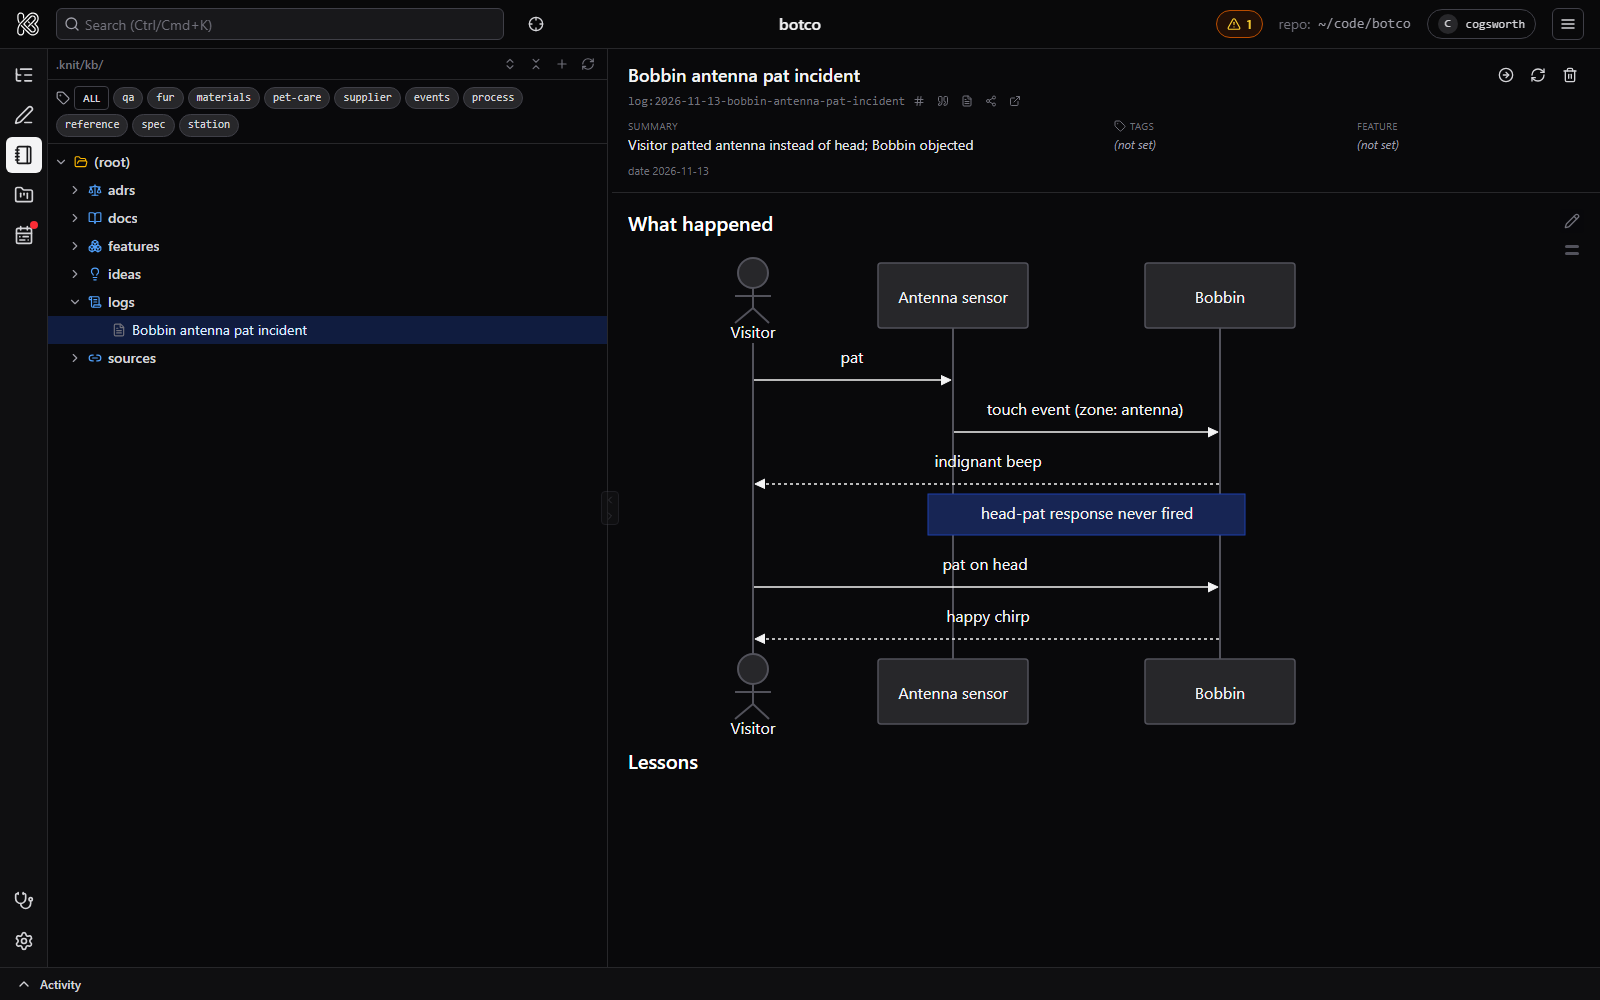 Search (Ctrl/Cmd+K)
botco
1
repo: ~/code/botco
C cogsworth
.knit/kb/
ALL qa fur materials pet-care supplier events process
reference spec station
(root)
adrs
docs
features
ideas
logs
Bobbin antenna pat incident
sources
Bobbin antenna pat incident
log:2026-11-13-bobbin-antenna-pat-incident
SUMMARY
Visitor patted antenna instead of head; Bobbin objected
date 2026-11-13
TAGS
(not set)
FEATURE
(not set)
What happened
Visitor
Antenna sensor
Bobbin
pat
touch event (zone: antenna)
indignant beep
head-pat response never fired
pat on head
happy chirp
Visitor
Antenna sensor
Bobbin
Lessons
Activity